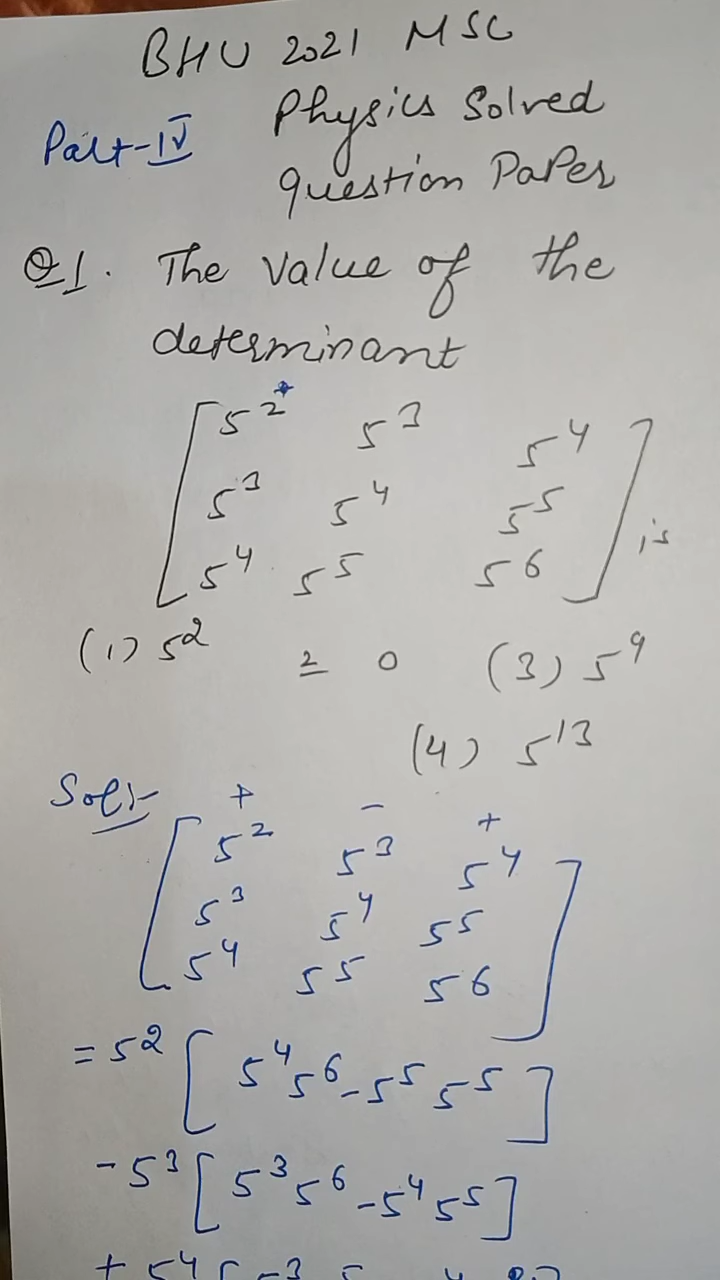 BHU 2021 MSC
Part-IV Physics Solved
Question Paper
Q1. The Value of the
determinant
[5² 5³ 5⁴
5³ 5⁴ 5⁵
5⁴ 5⁵ 5⁶] is
(1) 5² 2 0 (3) 5⁹
(4) 5¹³
Sol:-
+ - +
[5² 5³ 5⁴
5³ 5⁴ 5⁵
5⁴ 5⁵ 5⁶]
= 5² [5⁴5⁶-5⁵5⁵]
-5³ [5³5⁶-5⁴5⁵]